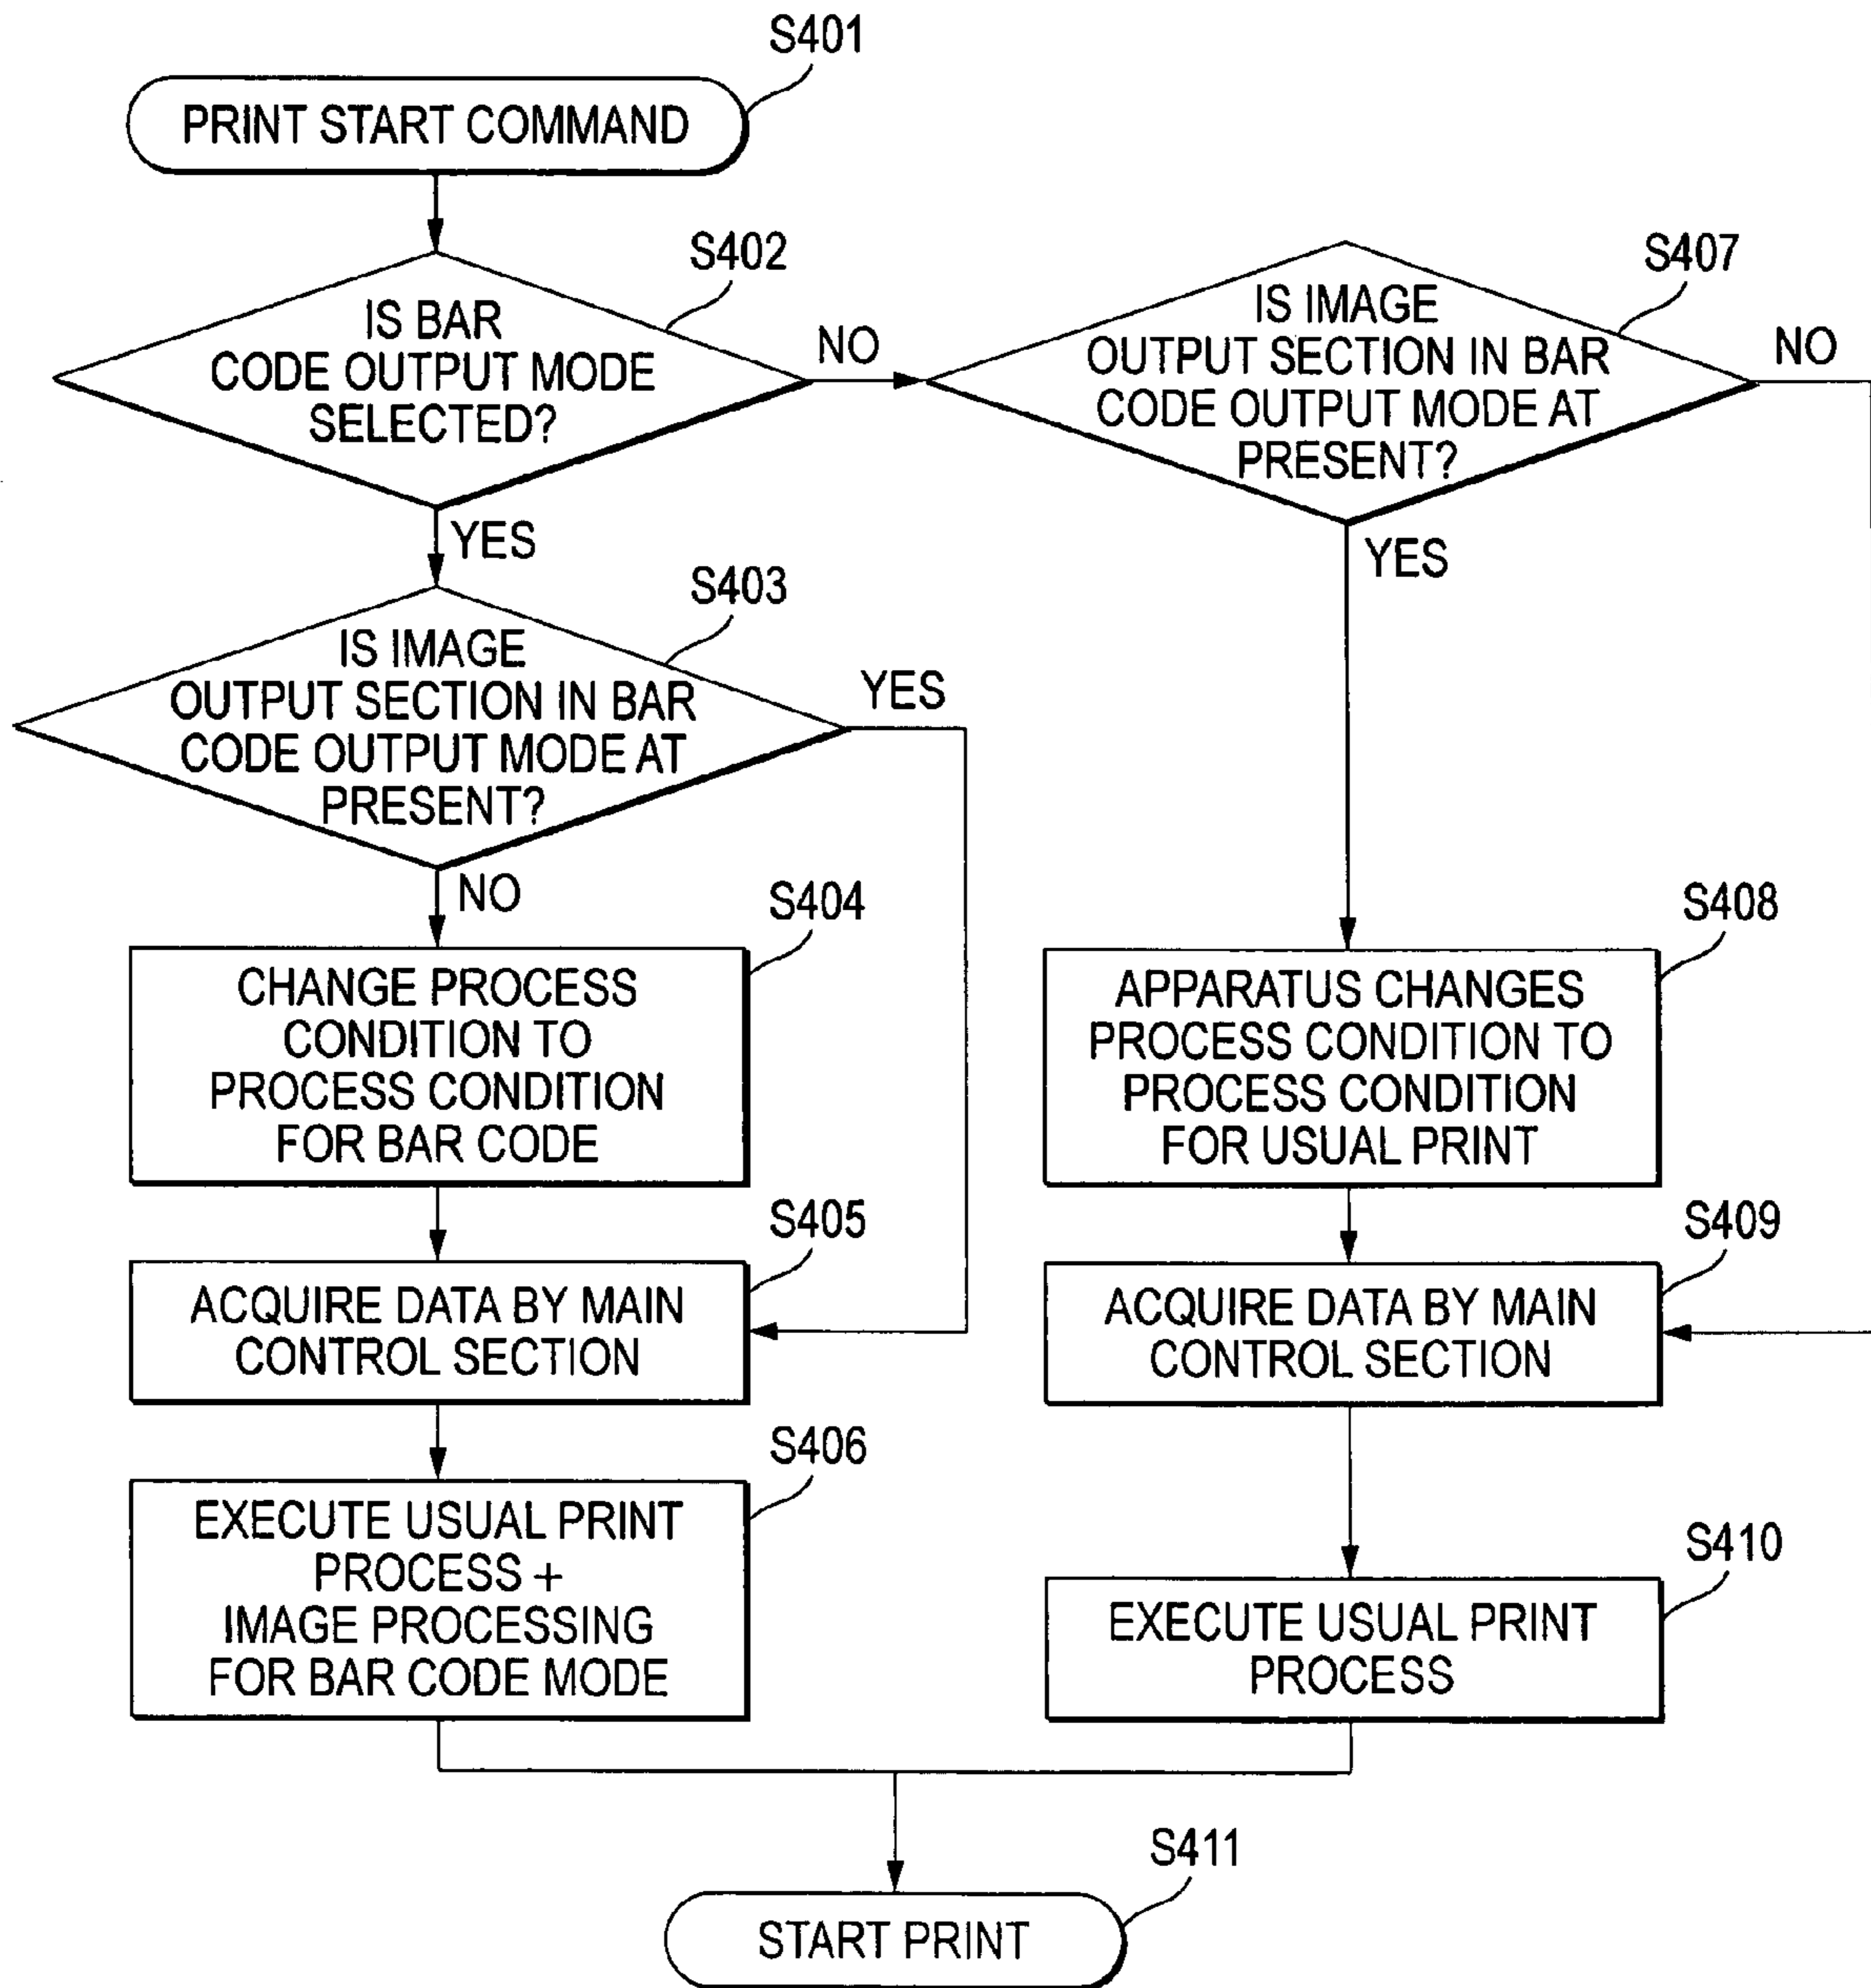 S401
PRINT START COMMAND
S402
IS BAR
CODE OUTPUT MODE
SELECTED?
NO
YES
S403
IS IMAGE
OUTPUT SECTION IN BAR
CODE OUTPUT MODE AT
PRESENT?
YES
NO
S404
CHANGE PROCESS
CONDITION TO
PROCESS CONDITION
FOR BAR CODE
S405
ACQUIRE DATA BY MAIN
CONTROL SECTION
S406
EXECUTE USUAL PRINT
PROCESS +
IMAGE PROCESSING
FOR BAR CODE MODE
S407
IS IMAGE
OUTPUT SECTION IN BAR
CODE OUTPUT MODE AT
PRESENT?
NO
YES
S408
APPARATUS CHANGES
PROCESS CONDITION TO
PROCESS CONDITION
FOR USUAL PRINT
S409
ACQUIRE DATA BY MAIN
CONTROL SECTION
S410
EXECUTE USUAL PRINT
PROCESS
S411
START PRINT